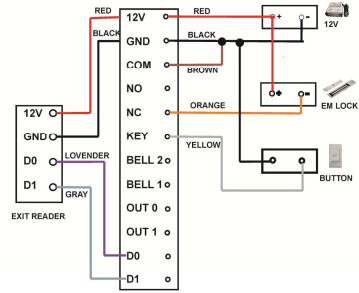 RED
12V
RED
+
-
12V
BLACK
GND
BLACK
COM
BROWN
NO
+
=
EM LOCK
12V
NC
ORANGE
GND
KEY
YELLOW
D0
LOVENDER
BELL 2
BUTTON
D1
GRAY
BELL 1
EXIT READER
OUT 0
OUT 1
D0
D1